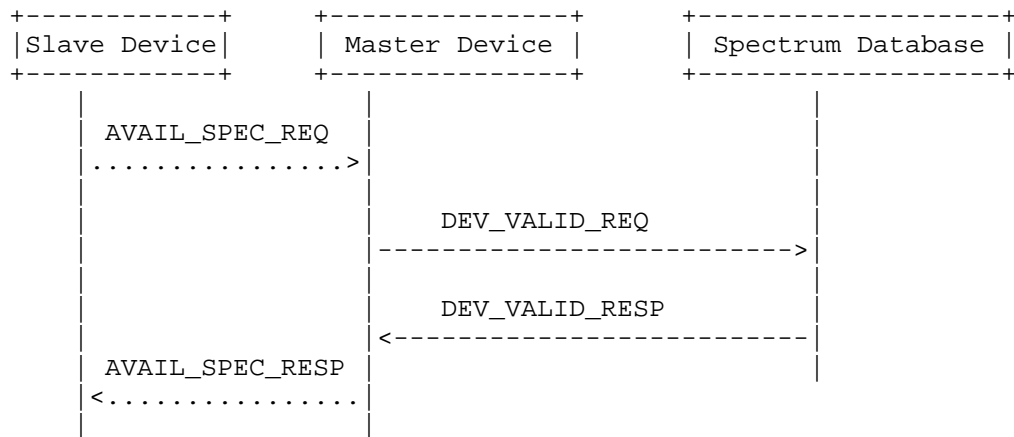 Slave Device Master Device Spectrum Database
AVAIL_SPEC_REQ
DEV_VALID_REQ
DEV_VALID_RESP
AVAIL_SPEC_RESP